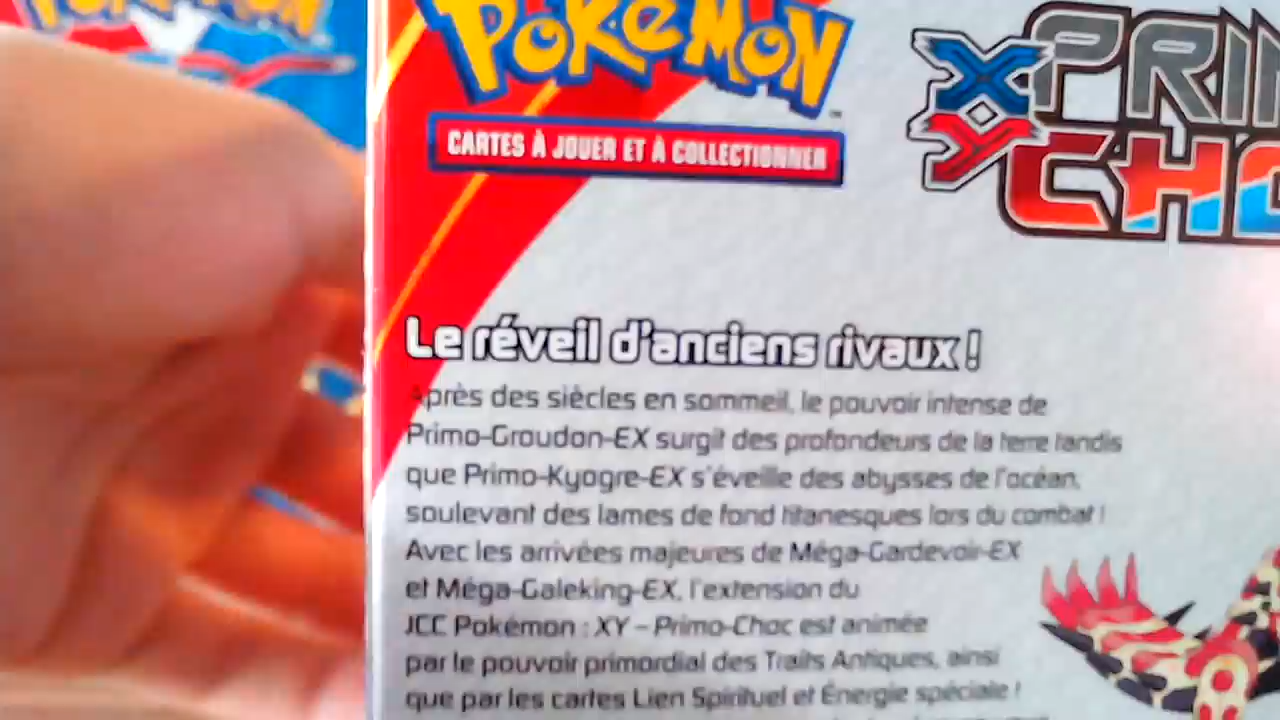 POKéMON
POKéMON
CARTES À JOUER ET À COLLECTIONNER
XY
PRIM
CHO
Le réveil d'anciens rivaux !
Après des siècles en sommeil, le pouvoir intense de
Primo-Groudon-EX surgit des profondeurs de la terre tandis
que Primo-Kyogre-EX s'éveille des abysses de l'océan,
soulevant des lames de fond titanesques lors du combat !
Avec les arrivées majeures de Méga-Gardevoir-EX
et Méga-Galeking-EX, l'extension du
JCC Pokémon : XY – Primo-Choc est animée
par le pouvoir primordial des Traits Antiques, ainsi
que par les cartes Lien Spirituel et Énergie spéciale !